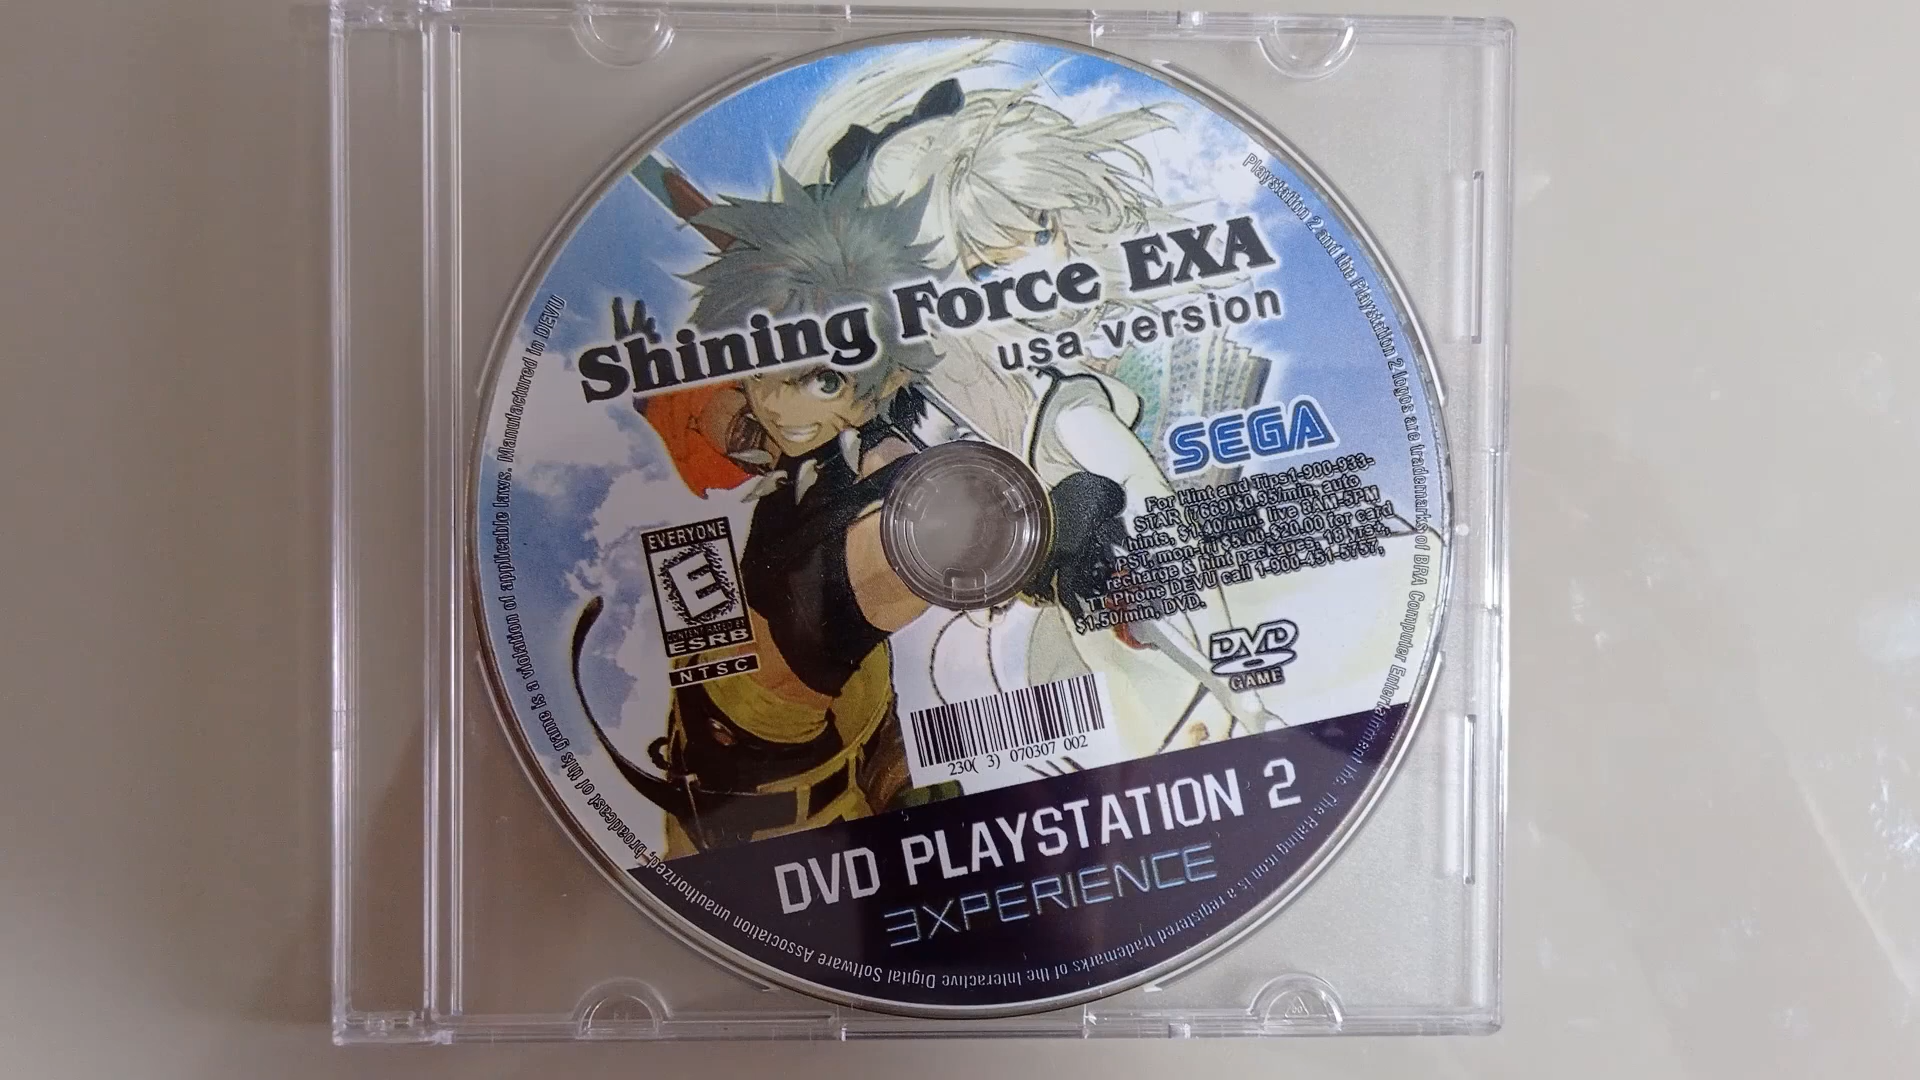 Shining Force EXA
usa version
SEGA
For Hint and Tips1-900-933-
STAR (7669)$0.95/min. auto
hints, $1.40/min. live 8AM-5PM
PST, mon-fri/ $5.00-$20.00 for card
recharge & hint packages, 18 yrs+,
TT Phone DEVU call 1-900-451-5757,
$1.50/min, DVD.
EVERYONE
E
CONTENT RATED BY
ESRB
NTSC
DVD
GAME
230( 3) 070307 002
DVD PLAYSTATION 2
EXPERIENCE
Playstation 2 and the Playstation 2 logos are trademarks of BRA Computer Entertainment Inc. The Rating icon is a registered trademarks of the Interactive Digital Software Association unauthorized, broadcast of this game is a violation of applicable laws. Manufactured in DEVU